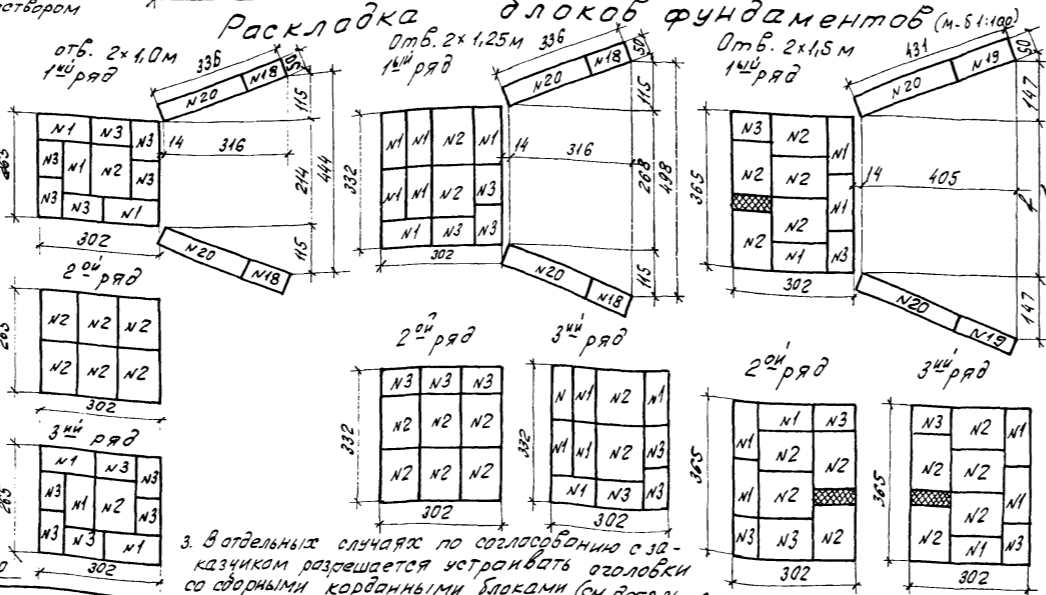 створом
Раскладка блоков фундаментов (м-б 1:100)
отв. 2×1,0м
1ый ряд
336
50
N20 N18
115
N1 N3 N3
N3 N1 N2 N3
N3 N3 N1
265
14 316
214
444
302
115
N20 N18
2ой ряд
N2 N2 N2
N2 N2 N2
265
302
3ий ряд
N1 N3 N3
N3 N1 N2 N3
N3 N3 N1
265
302
Отв. 2×1,25м
1ый ряд
336
50
N20 N18
115
N1 N1 N2 N1
N1 N1 N2 N3
N1 N3 N3
332
14 316
268
498
302
115
N20 N18
2ой ряд
N3 N3 N3
N2 N2 N2
N2 N2 N2
332
302
3ий ряд
N N1 N2 N1
N1 N1 N2 N3
N1 N3 N3
332
302
Отв. 2×1,5м
1ый ряд
431
50
N20 N19
147
N3 N2 N1
N2 N2 N1
N2 N2 N1 N3
365
14 405
302
147
N20 N19
2ой ряд
N1 N1 N3
N2 N2
N1 N2
N3 N3 N2
365
302
3ий ряд
N3 N2 N1
N2 N2 N1
N2 N2 N1 N3
365
302
3. В отдельных случаях по согласованию с за-
казчиком разрешается устраивать оголовки
со сборными корданными блоками (см.